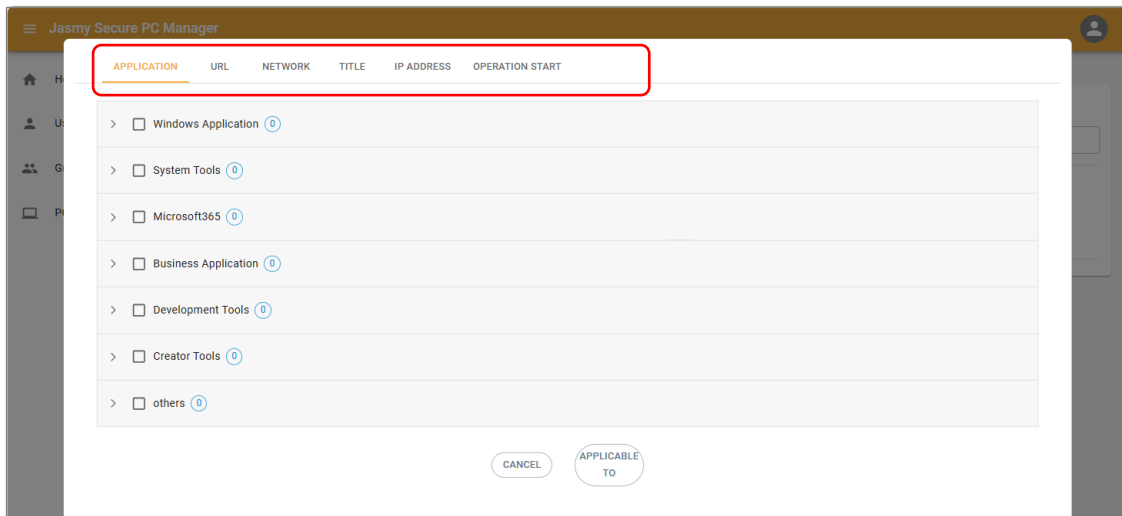 Jasmy Secure PC Manager
APPLICATION URL NETWORK TITLE IP ADDRESS OPERATION START
H
Windows Application 0
U
System Tools 0
G
Microsoft365 0
P
Business Application 0
Development Tools 0
Creator Tools 0
others 0
CANCEL
APPLICABLE
TO